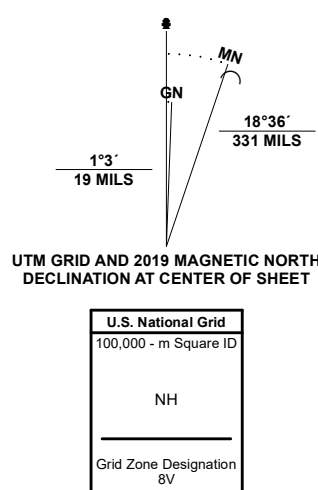 MN
GN
18°36´
331 MILS
1°3´
19 MILS
UTM GRID AND 2019 MAGNETIC NORTH
DECLINATION AT CENTER OF SHEET
U.S. National Grid
100,000 - m Square ID
NH
Grid Zone Designation
8V